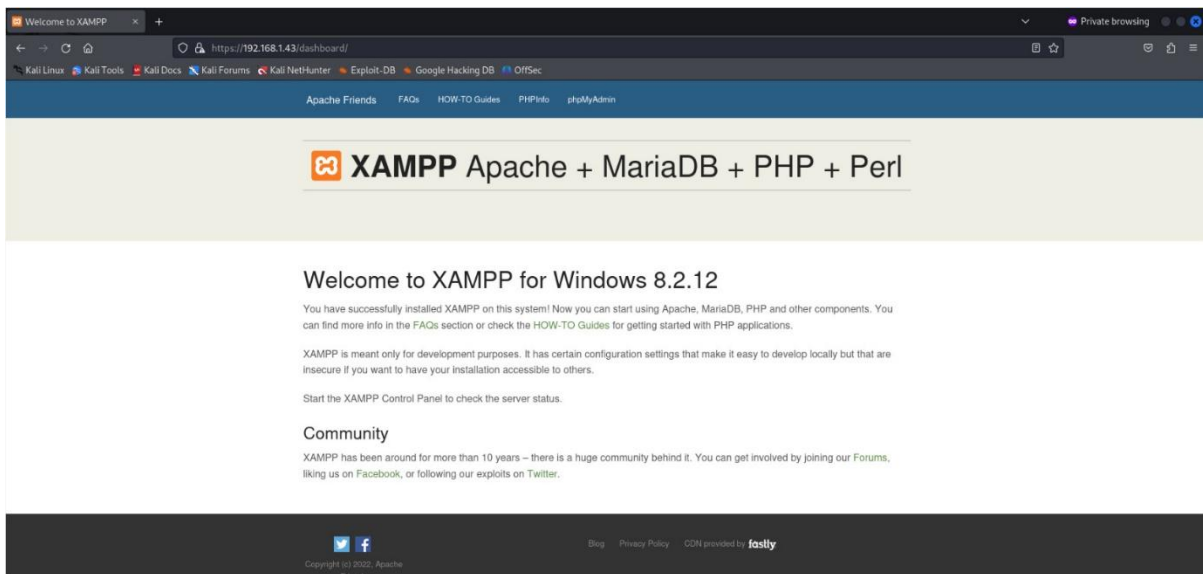 Welcome to XAMPP
Private browsing
https://192.168.1.43/dashboard/
Kali Linux Kali Tools Kali Docs Kali Forums Kali NetHunter Exploit-DB Google Hacking DB OffSec
Apache Friends FAQs HOW-TO Guides PHPInfo phpMyAdmin
XAMPP Apache + MariaDB + PHP + Perl
Welcome to XAMPP for Windows 8.2.12
You have successfully installed XAMPP on this system! Now you can start using Apache, MariaDB, PHP and other components. You
can find more info in the FAQs section or check the HOW-TO Guides for getting started with PHP applications.
XAMPP is meant only for development purposes. It has certain configuration settings that make it easy to develop locally but that are
insecure if you want to have your installation accessible to others.
Start the XAMPP Control Panel to check the server status.
Community
XAMPP has been around for more than 10 years – there is a huge community behind it. You can get involved by joining our Forums,
liking us on Facebook, or following our exploits on Twitter.
Blog Privacy Policy CDN provided by fastly
Copyright (c) 2022, Apache